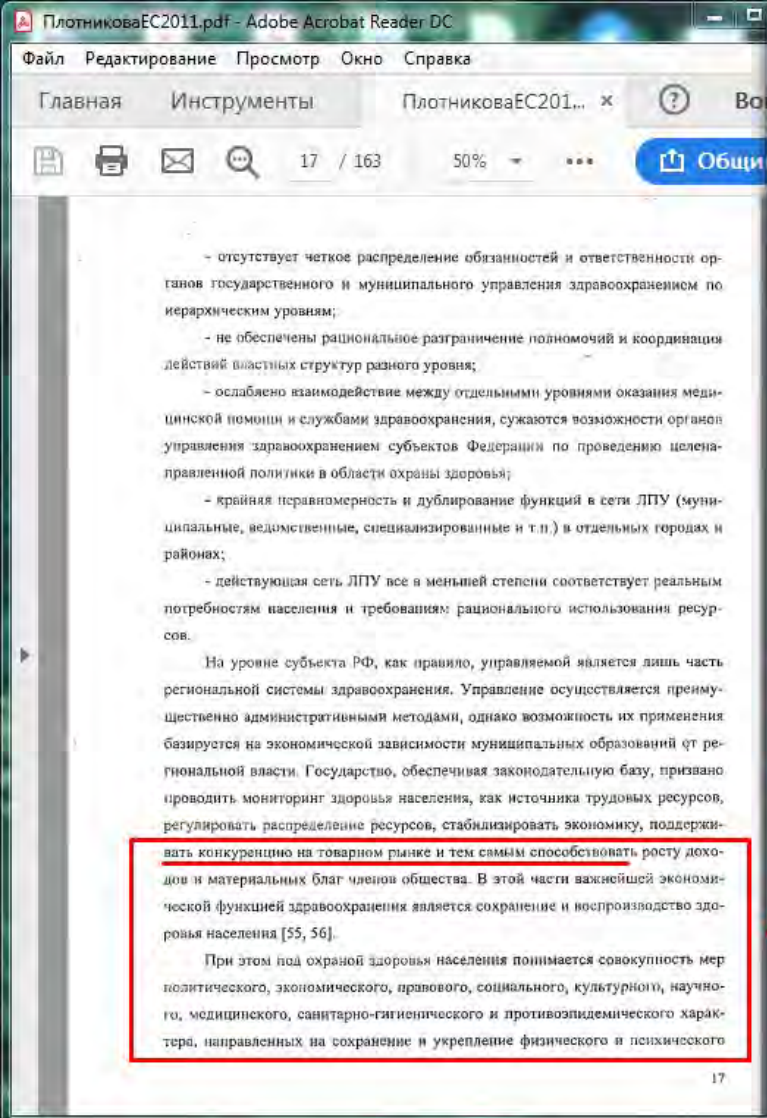 ПлотниковаЕС2011.pdf - Adobe Acrobat Reader DC
Файл Редактирование Просмотр Окно Справка
Главная Инструменты ПлотниковаЕС201... × ?
17 / 163 50%
- отсутствует четкое распределение обязанностей и ответственности ор-
ганов государственного и муниципального управления здравоохранением по
иерархическим уровням;
- не обеспечены рациональное разграничение полномочий и координация
действий властных структур разного уровня;
- ослаблено взаимодействие между отдельными уровнями оказания меди-
цинской помощи и службами здравоохранения, сужаются возможности органов
управления здравоохранением субъектов Федерации по проведению целена-
правленной политики в области охраны здоровья;
- крайняя неравномерность и дублирование функций в сети ЛПУ (муни-
ципальные, ведомственные, специализированные и т.п.) в отдельных городах и
районах;
- действующая сеть ЛПУ все в меньшей степени соответствует реальным
потребностям населения и требованиям рационального использования ресур-
сов.
На уровне субъекта РФ, как правило, управляемой является лишь часть
региональной системы здравоохранения. Управление осуществляется преиму-
щественно административными методами, однако возможность их применения
базируется на экономической зависимости муниципальных образований от ре-
гиональной власти. Государство, обеспечивая законодательную базу, призвано
проводить мониторинг здоровья населения, как источника трудовых ресурсов,
регулировать распределение ресурсов, стабилизировать экономику, поддержи-
вать конкуренцию на товарном рынке и тем самым способствовать росту дохо-
дов и материальных благ членов общества. В этой части важнейшей экономи-
ческой функцией здравоохранения является сохранение и воспроизводство здо-
ровья населения [55, 56].
При этом под охраной здоровья населения понимается совокупность мер
политического, экономического, правового, социального, культурного, научно-
го, медицинского, санитарно-гигиенического и противоэпидемического харак-
тера, направленных на сохранение и укрепление физического и психического
17